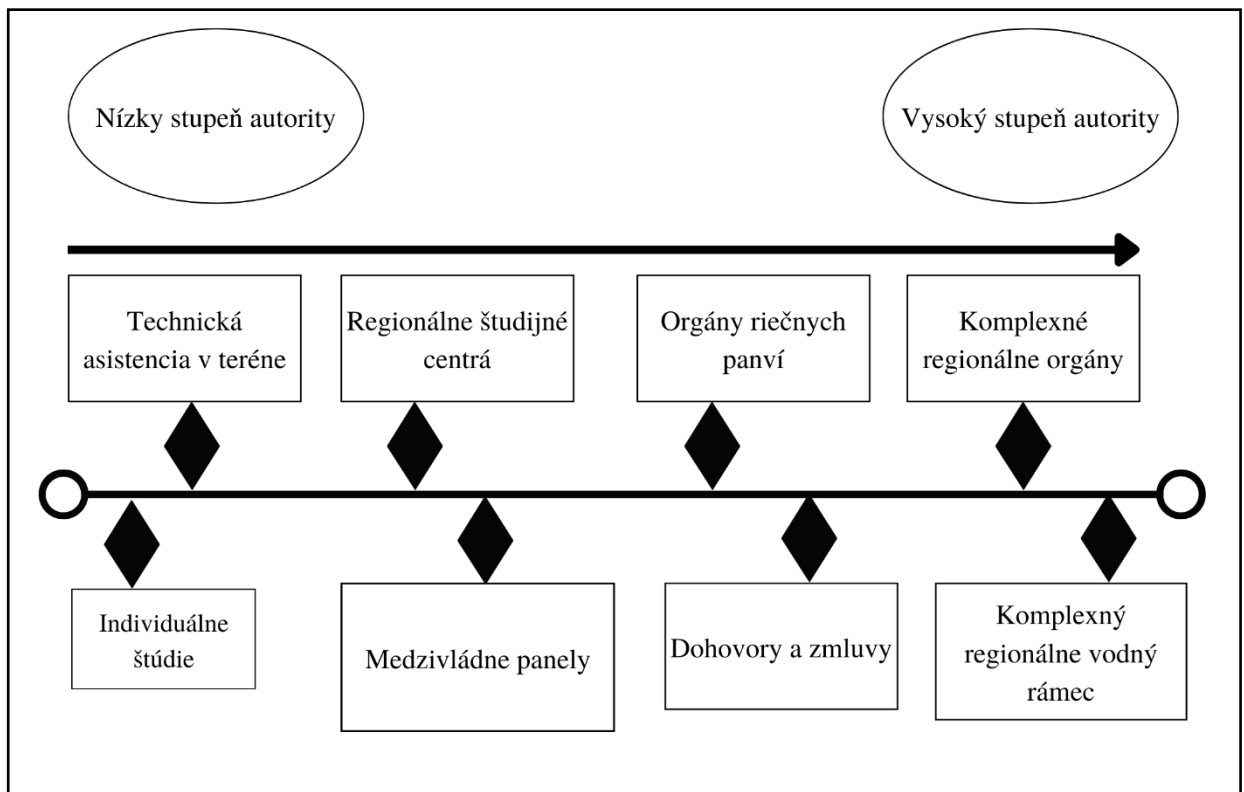 Nízky stupeň autority
Vysoký stupeň autority
Technická
asistencia v teréne
Regionálne študijné
centrá
Orgány riečnych
panví
Komplexné
regionálne orgány
Individuálne
štúdie
Medzivládne panely
Dohovory a zmluvy
Komplexný
regionálne vodný
rámec